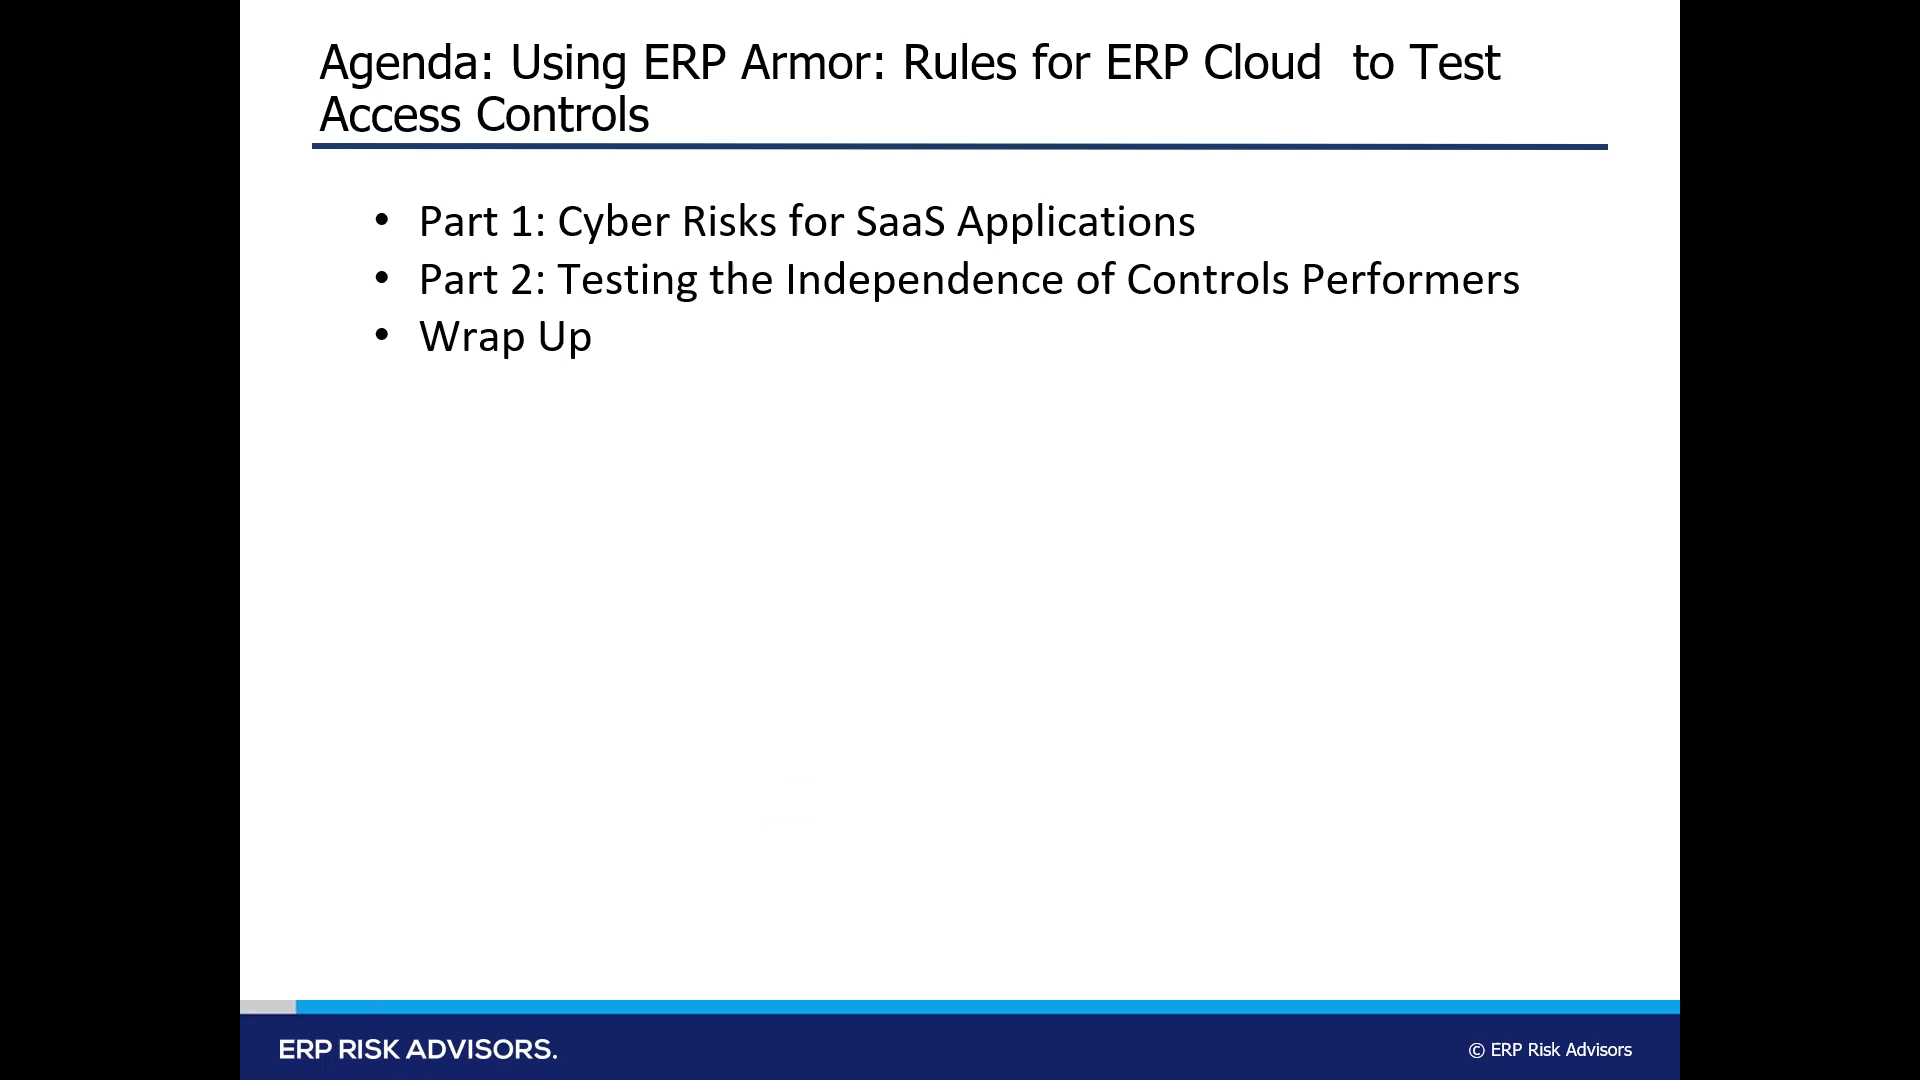 Agenda: Using ERP Armor: Rules for ERP Cloud  to Test
Access Controls
• Part 1: Cyber Risks for SaaS Applications
• Part 2: Testing the Independence of Controls Performers
• Wrap Up
ERP RISK ADVISORS.
© ERP Risk Advisors